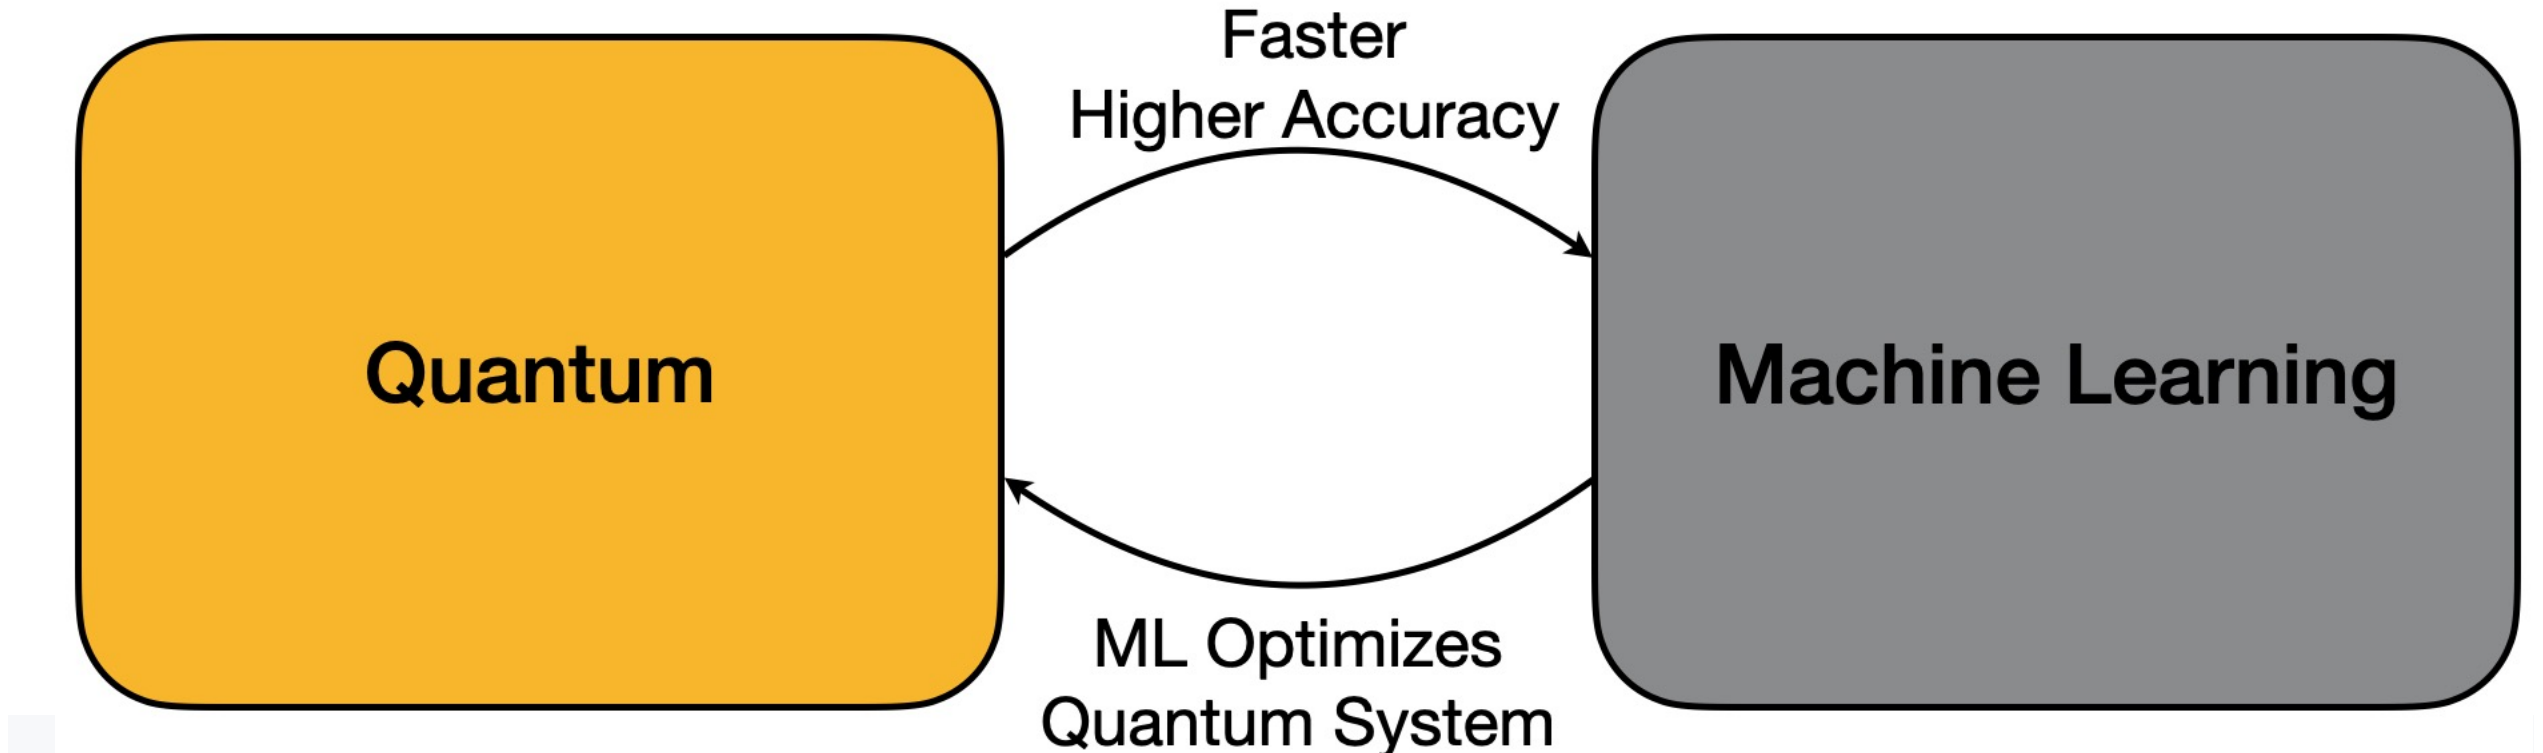 Faster
Higher Accuracy
Quantum
Machine Learning
ML Optimizes
Quantum System